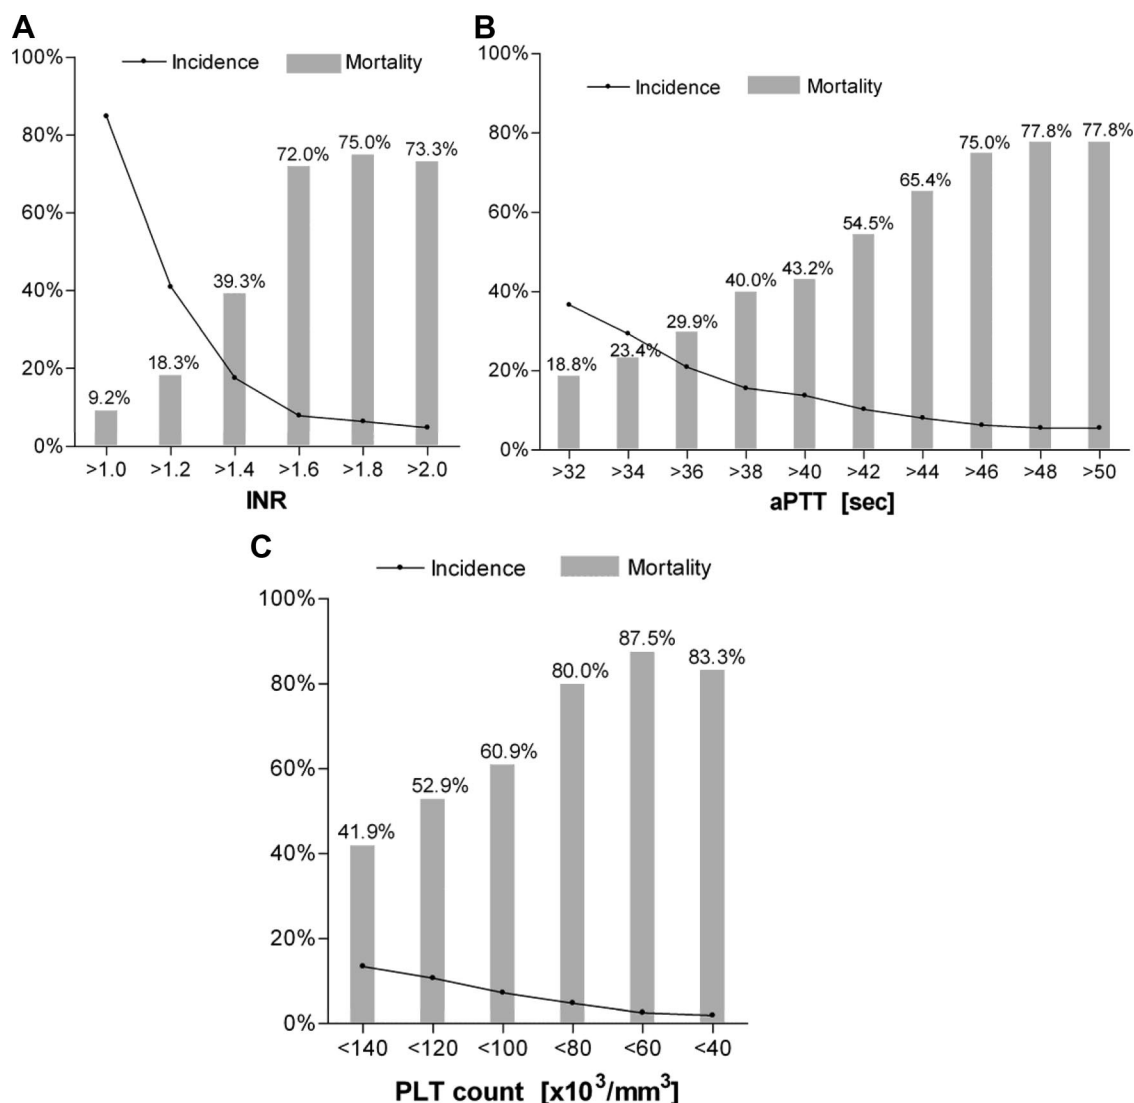 A
Incidence Mortality
100%
80%
60%
40%
20%
0%
9.2% 18.3% 39.3% 72.0% 75.0% 73.3%
>1.0 >1.2 >1.4 >1.6 >1.8 >2.0
INR
B
Incidence Mortality
100%
80%
60%
40%
20%
0%
18.8% 23.4% 29.9% 40.0% 43.2% 54.5% 65.4% 75.0% 77.8% 77.8%
>32 >34 >36 >38 >40 >42 >44 >46 >48 >50
aPTT [sec]
C
Incidence Mortality
100%
80%
60%
40%
20%
0%
41.9% 52.9% 60.9% 80.0% 87.5% 83.3%
<140 <120 <100 <80 <60 <40
PLT count [x10³/mm³]